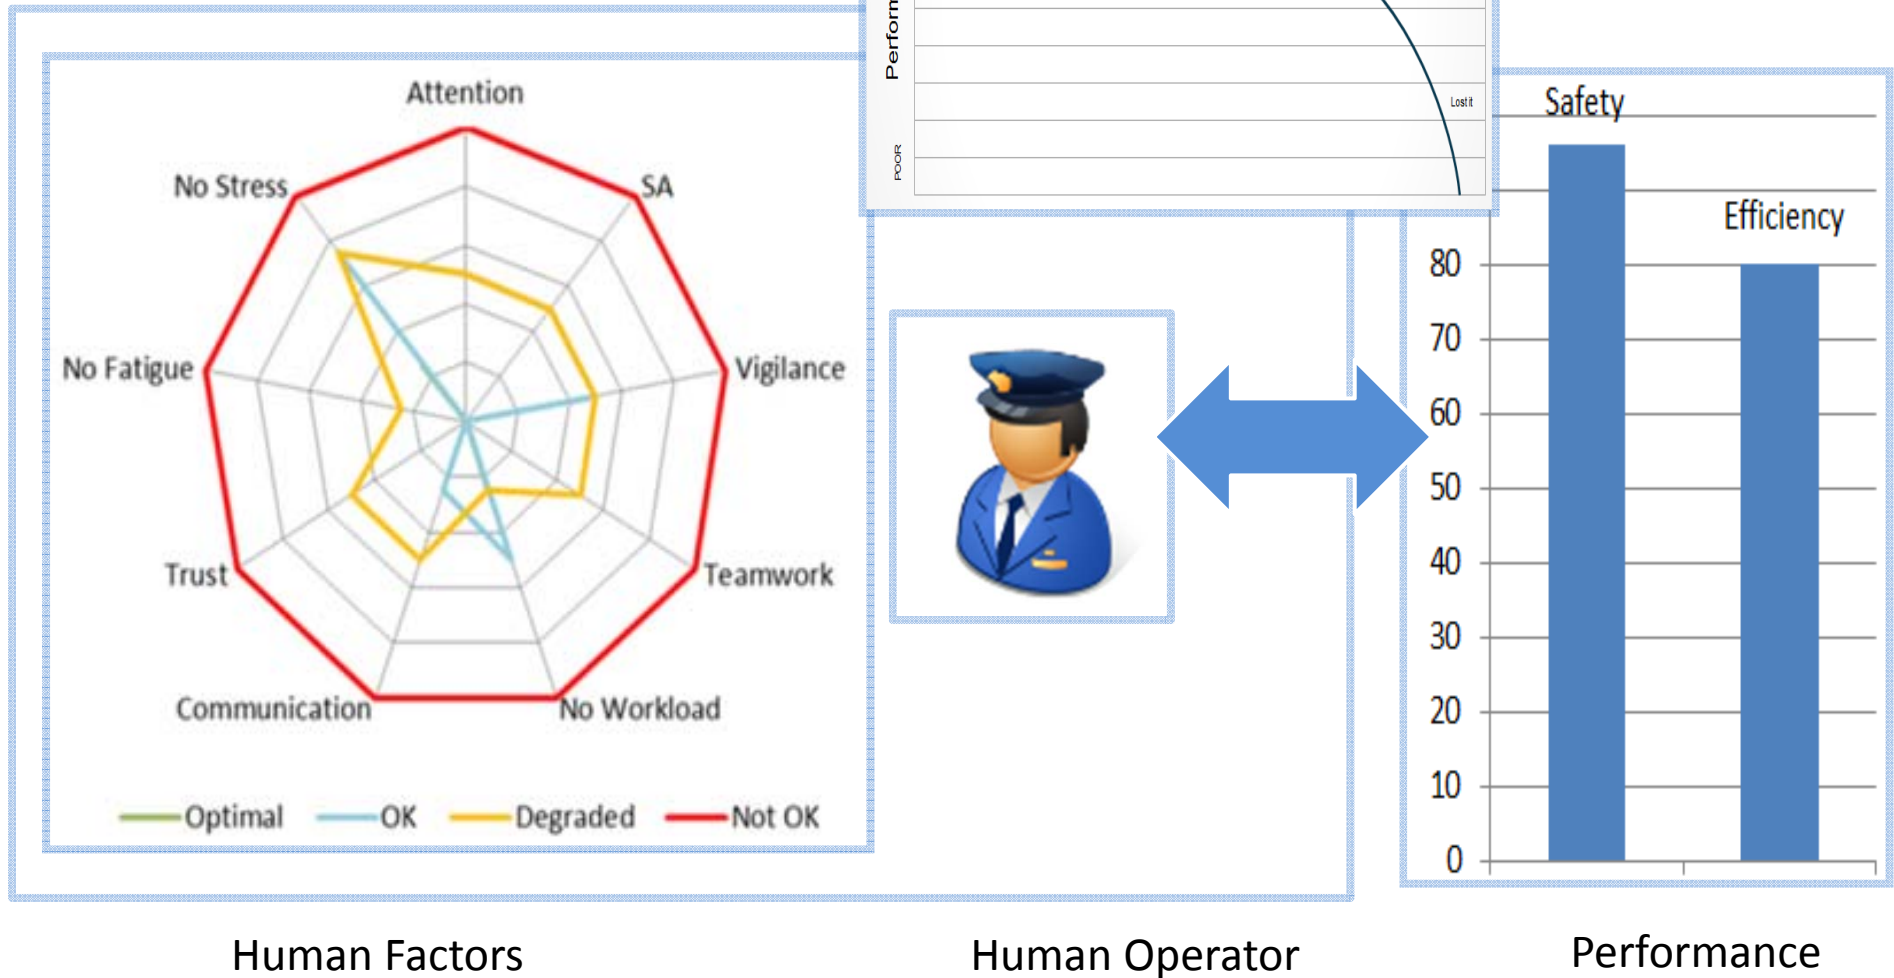 Perform
POOR
Lost it
Attention
No Stress
SA
No Fatigue
Vigilance
Trust
Teamwork
Communication
No Workload
Optimal OK Degraded Not OK
Safety
Efficiency
80
70
60
50
40
30
20
10
0
Human Factors
Human Operator
Performance